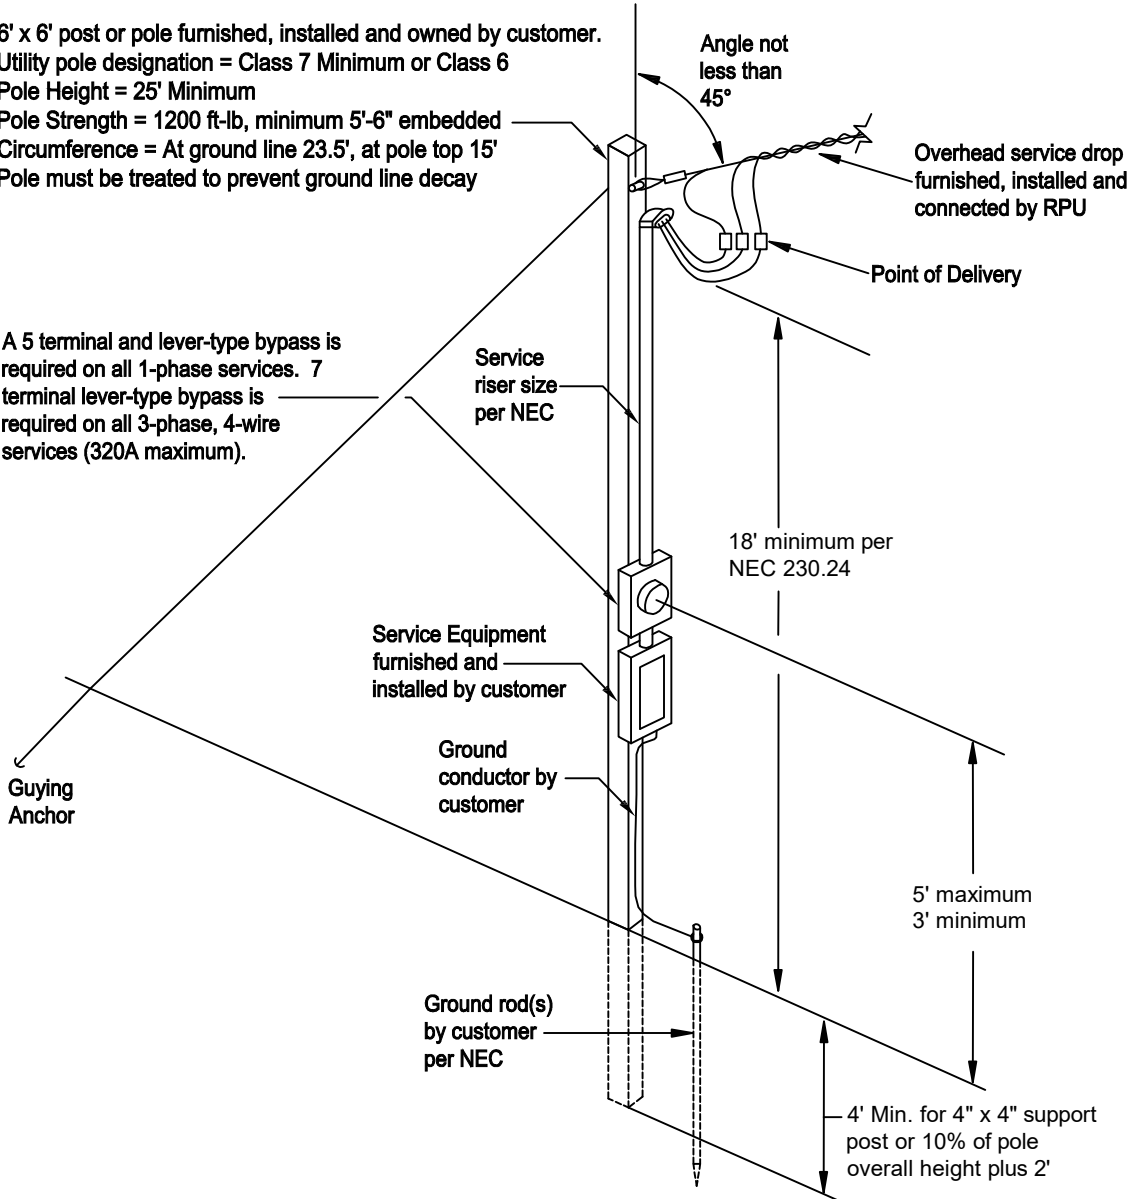 6' x 6' post or pole furnished, installed and owned by customer.
Utility pole designation = Class 7 Minimum or Class 6
Pole Height = 25' Minimum
Pole Strength = 1200 ft-lb, minimum 5'-6" embedded
Circumference = At ground line 23.5', at pole top 15'
Pole must be treated to prevent ground line decay
Angle not
less than
45°
Overhead service drop
furnished, installed and
connected by RPU
Point of Delivery
A 5 terminal and lever-type bypass is
required on all 1-phase services. 7
terminal lever-type bypass is
required on all 3-phase, 4-wire
services (320A maximum).
Service
riser size
per NEC
18' minimum per
NEC 230.24
Service Equipment
furnished and
installed by customer
Ground
conductor by
customer
Guying
Anchor
5' maximum
3' minimum
Ground rod(s)
by customer
per NEC
4' Min. for 4" x 4" support
post or 10% of pole
overall height plus 2'